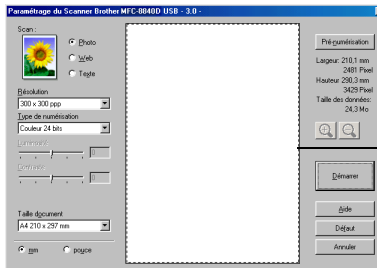 Paramétrage du Scanner Brother MFC-8840D USB - 3.0 -
Scan :
Photo
Web
Texte
Résolution
300 x 300 ppp
Type de numérisation
Couleur 24 bits
Luminosité
0
Contraste
0
Taille document
A4 210 x 297 mm
mm
pouce
Pré-numérisation
Largeur: 210,1 mm
2481 Pixel
Hauteur 290,3 mm
3429 Pixel
Taille des données:
24,3 Mo
Démarrer
Aide
Défaut
Annuler